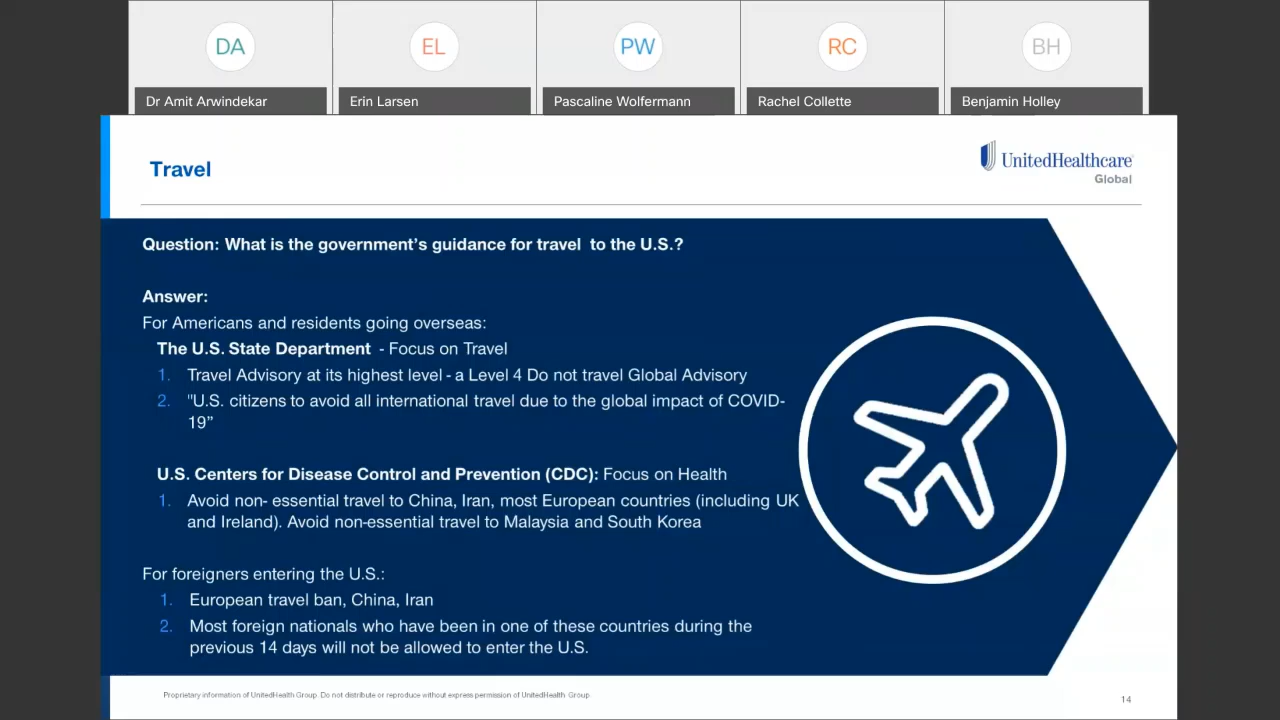 DA
EL
PW
RC
BH
Dr Amit Arwindekar
Erin Larsen
Pascaline Wolfermann
Rachel Collette
Benjamin Holley
Travel
UnitedHealthcare
Global
Question: What is the government's guidance for travel  to the U.S.?
Answer:
For Americans and residents going overseas:
The U.S. State Department  - Focus on Travel
1. Travel Advisory at its highest level - a Level 4 Do not travel Global Advisory
2. "U.S. citizens to avoid all international travel due to the global impact of COVID-
19”
U.S. Centers for Disease Control and Prevention (CDC): Focus on Health
1. Avoid non- essential travel to China, Iran, most European countries (including UK
and Ireland). Avoid non-essential travel to Malaysia and South Korea
For foreigners entering the U.S.:
1. European travel ban, China, Iran
2. Most foreign nationals who have been in one of these countries during the
previous 14 days will not be allowed to enter the U.S.
Proprietary information of UnitedHealth Group. Do not distribute or reproduce without express permission of UnitedHealth Group
14